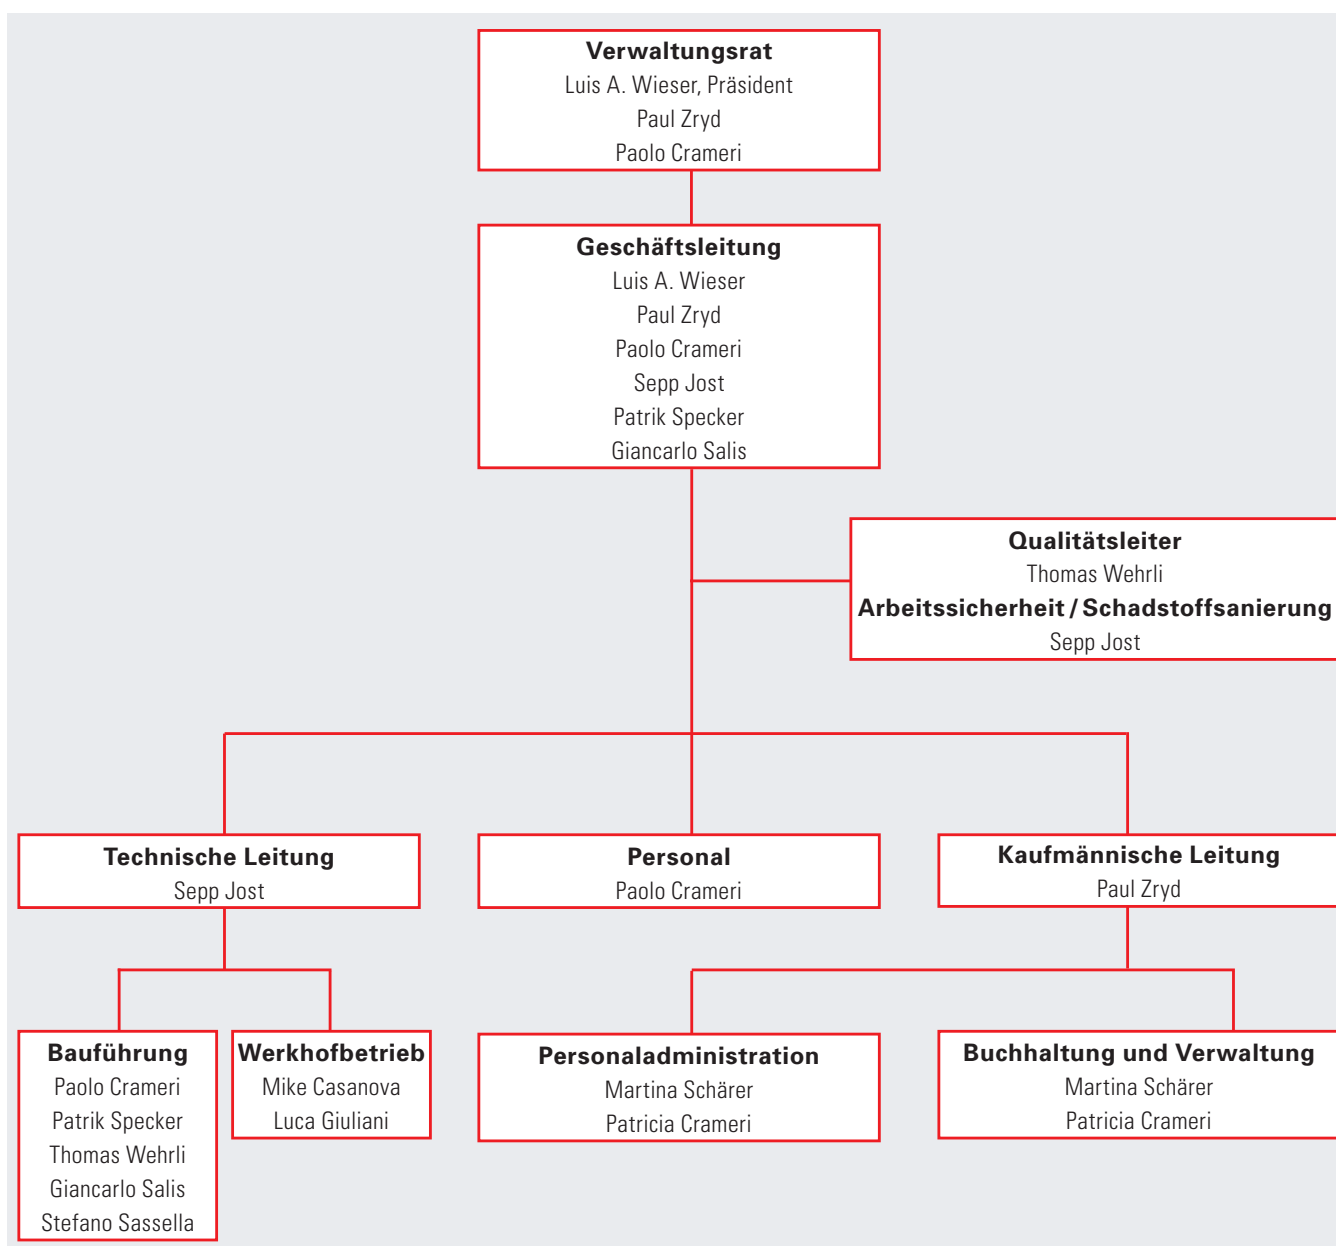 Verwaltungsrat
Luis A. Wieser, Präsident
Paul Zryd
Paolo Crameri
Geschäftsleitung
Luis A. Wieser
Paul Zryd
Paolo Crameri
Sepp Jost
Patrik Specker
Giancarlo Salis
Qualitätsleiter
Thomas Wehrli
Arbeitssicherheit / Schadstoffsanierung
Sepp Jost
Technische Leitung
Sepp Jost
Personal
Paolo Crameri
Kaufmännische Leitung
Paul Zryd
Bauführung
Paolo Crameri
Patrik Specker
Thomas Wehrli
Giancarlo Salis
Stefano Sassella
Werkhofbetrieb
Mike Casanova
Luca Giuliani
Personaladministration
Martina Schärer
Patricia Crameri
Buchhaltung und Verwaltung
Martina Schärer
Patricia Crameri